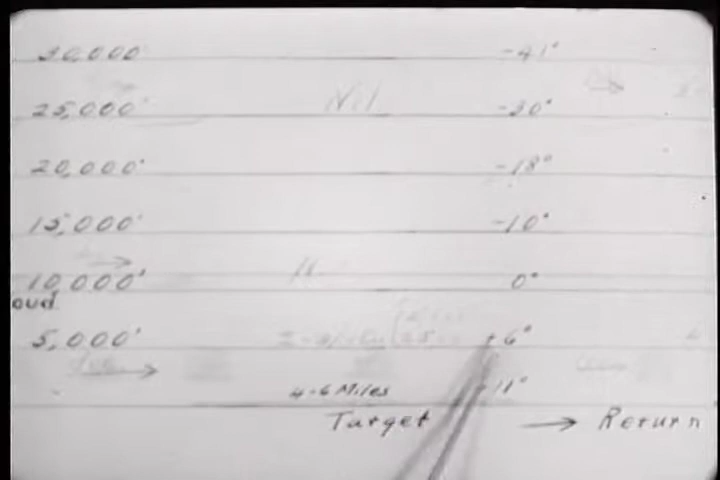 30,000 -41°
25,000' Nil -30°
20,000' -18°
15,000' -10°
10,000' 0°
oud
5,000' +6°
4-6 Miles +11°
Target → Return